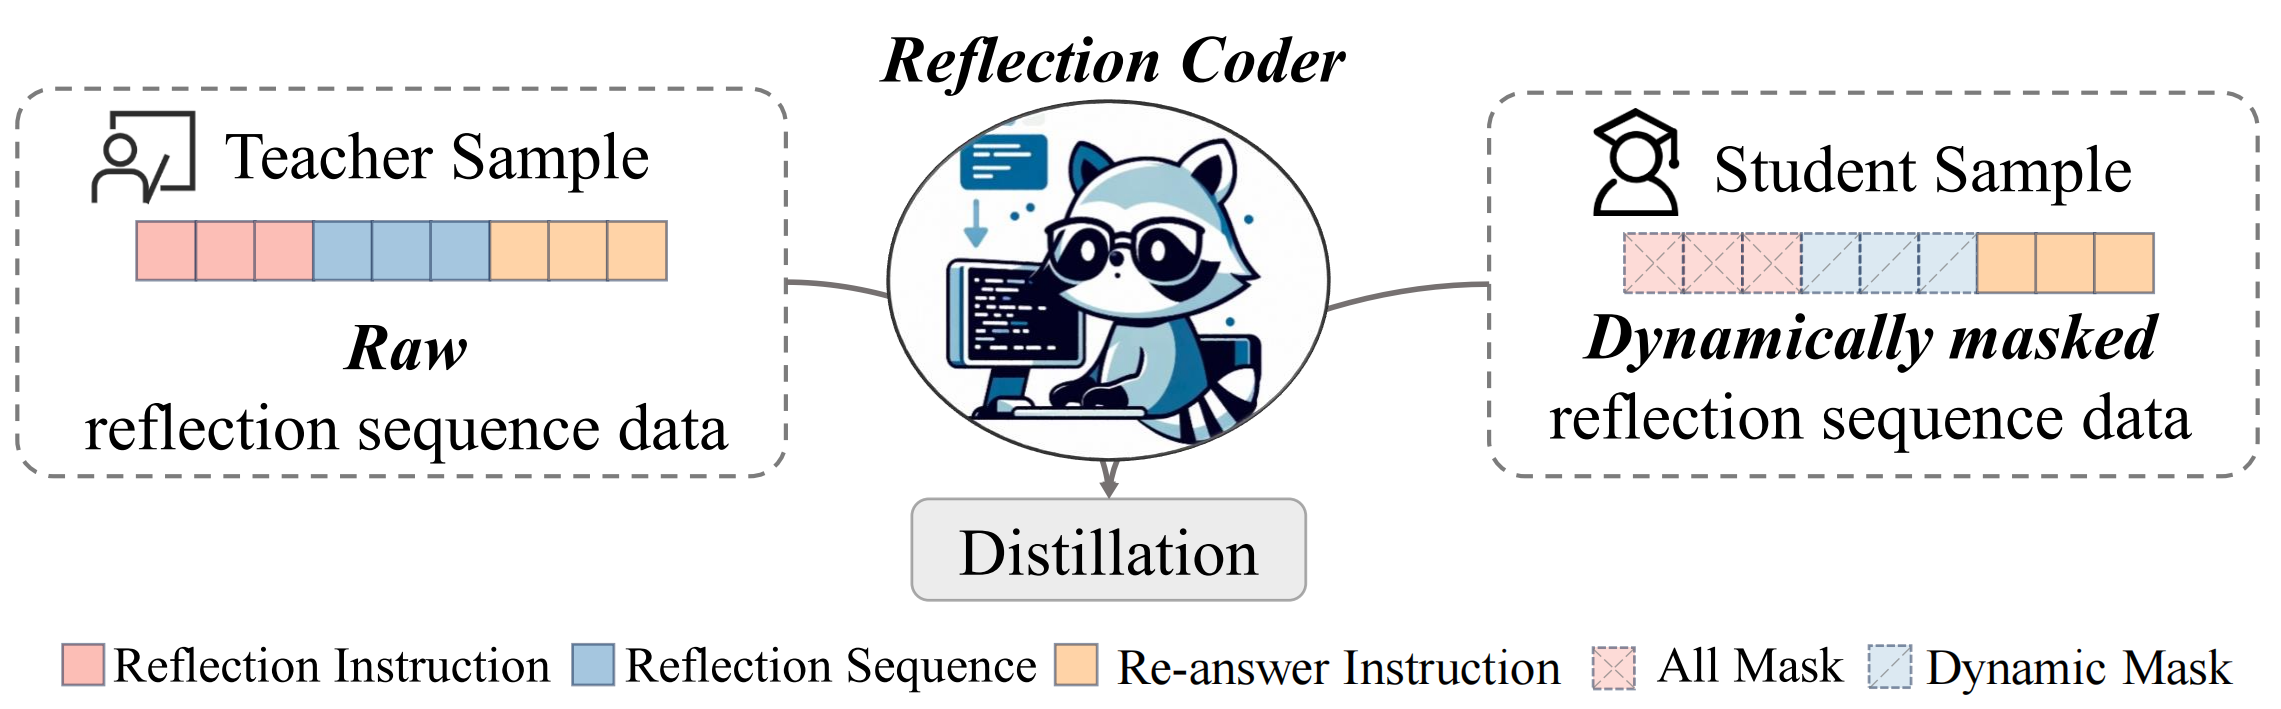 Reflection Coder
Teacher Sample
Raw
reflection sequence data
Student Sample
Dynamically masked
reflection sequence data
Distillation
Reflection Instruction
Reflection Sequence
Re-answer Instruction
All Mask
Dynamic Mask